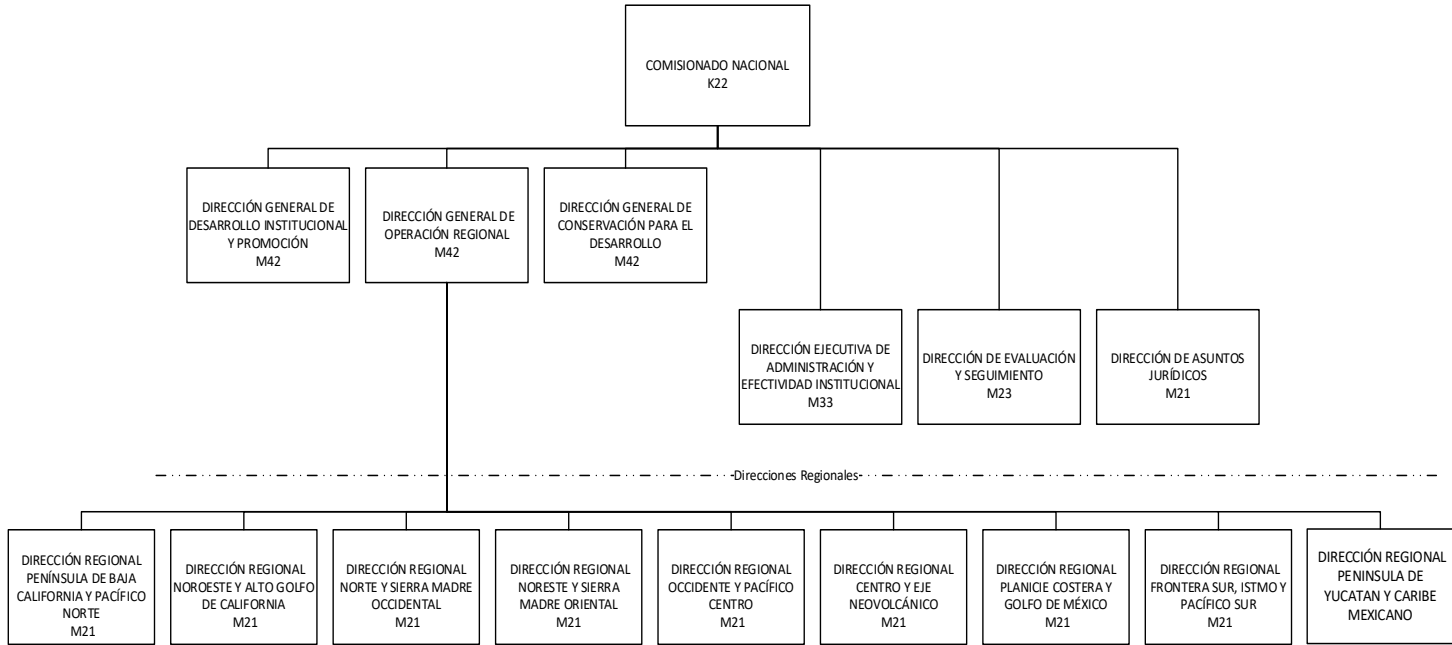 COMISIONADO NACIONAL
K22
DIRECCIÓN GENERAL DE
DESARROLLO INSTITUCIONAL
Y PROMOCIÓN
M42
DIRECCIÓN GENERAL DE
OPERACIÓN REGIONAL
M42
DIRECCIÓN GENERAL DE
CONSERVACIÓN PARA EL
DESARROLLO
M42
DIRECCIÓN EJECUTIVA DE
ADMINISTRACIÓN Y
EFECTIVIDAD INSTITUCIONAL
M33
DIRECCIÓN DE EVALUACIÓN
Y SEGUIMIENTO
M23
DIRECCIÓN DE ASUNTOS
JURÍDICOS
M21
Direcciones Regionales
DIRECCIÓN REGIONAL
PENÍNSULA DE BAJA
CALIFORNIA Y PACÍFICO
NORTE
M21
DIRECCIÓN REGIONAL
NOROESTE Y ALTO GOLFO
DE CALIFORNIA
M21
DIRECCIÓN REGIONAL
NORTE Y SIERRA MADRE
OCCIDENTAL
M21
DIRECCIÓN REGIONAL
NORESTE Y SIERRA
MADRE ORIENTAL
M21
DIRECCIÓN REGIONAL
OCCIDENTE Y PACÍFICO
CENTRO
M21
DIRECCIÓN REGIONAL
CENTRO Y EJE
NEOVOLCÁNICO
M21
DIRECCIÓN REGIONAL
PLANICIE COSTERA Y
GOLFO DE MÉXICO
M21
DIRECCIÓN REGIONAL
FRONTERA SUR, ISTMO Y
PACÍFICO SUR
M21
DIRECCIÓN REGIONAL
PENINSULA DE
YUCATAN Y CARIBE
MEXICANO